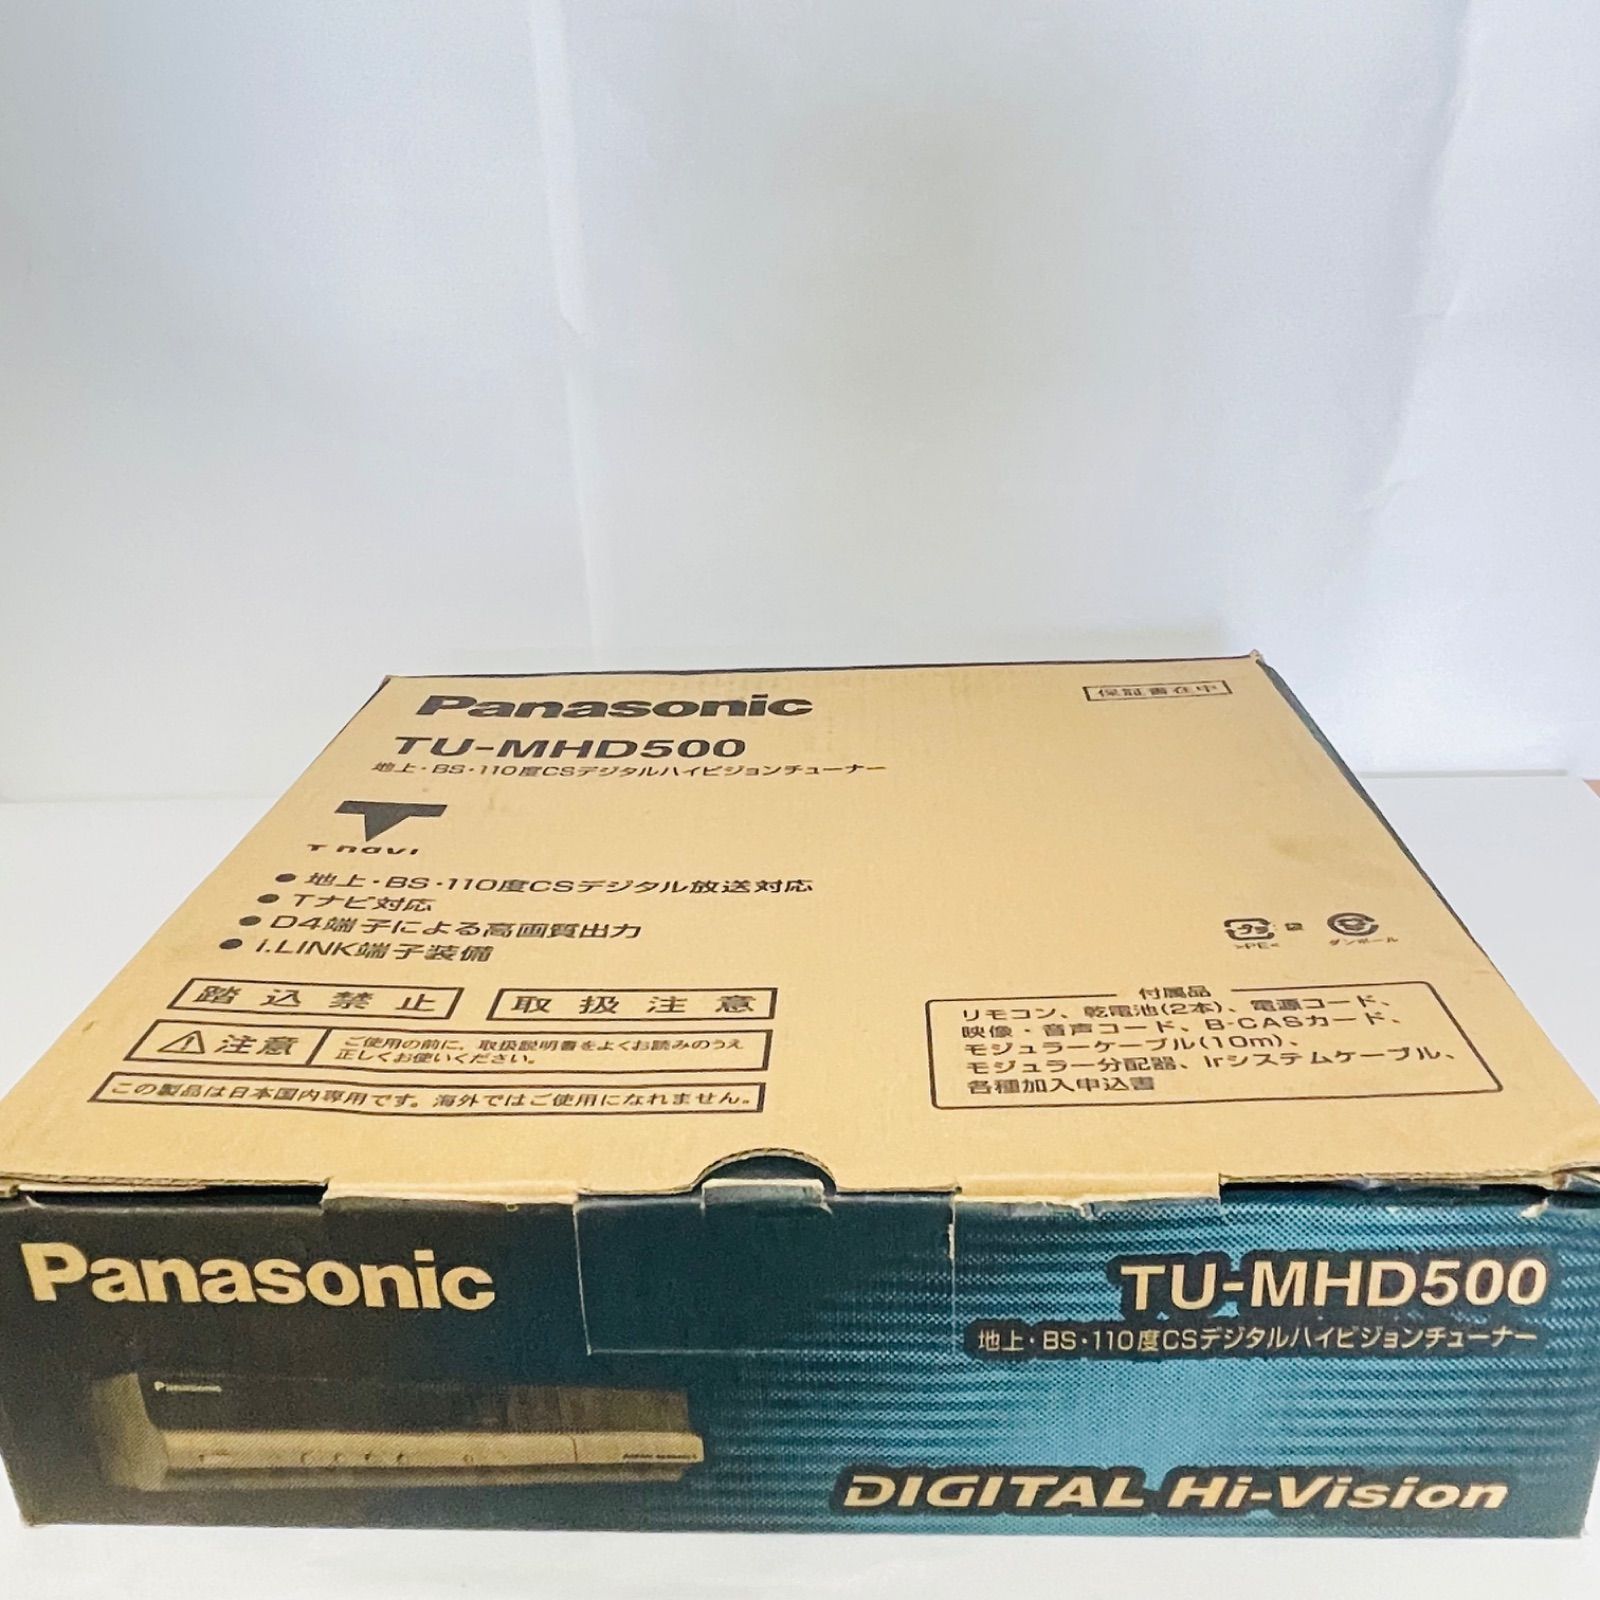 Panasonic
保証書在中
TU-MHD500
地上・BS・110度CSデジタルハイビジョンチューナー
T navi
●地上・BS・110度CSデジタル放送対応
●Tナビ対応
●D4端子による高画質出力
●i.LINK端子装備
プラ
:袋
>PE<
ダンボール
踏込禁止
取扱注意
注意
ご使用の前に、取扱説明書をよくお読みのうえ
正しくお使いください。
この製品は日本国内専用です。海外ではご使用になれません。
付属品
リモコン、乾電池(2本)、電源コード、
映像・音声コード、B-CASカード、
モジュラーケーブル(10m)、
モジュラー分配器、Irシステムケーブル、
各種加入申込書
Panasonic
TU-MHD500
地上・BS・110度CSデジタルハイビジョンチューナー
Panasonic
DIGITAL Hi-Vision